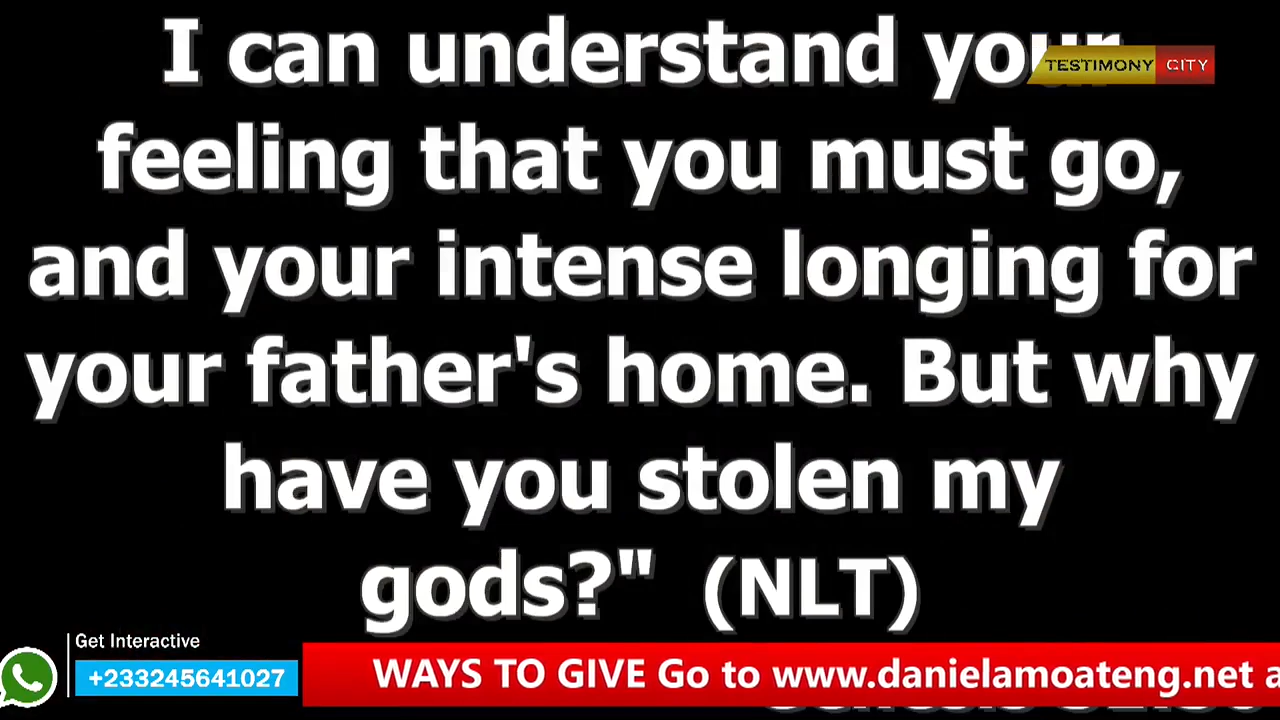 I can understand your
TESTIMONY CITY
feeling that you must go,
and your intense longing for
your father's home. But why
have you stolen my
gods?" (NLT)
Get Interactive
+233245641027
WAYS TO GIVE Go to www.danielamoateng.net a